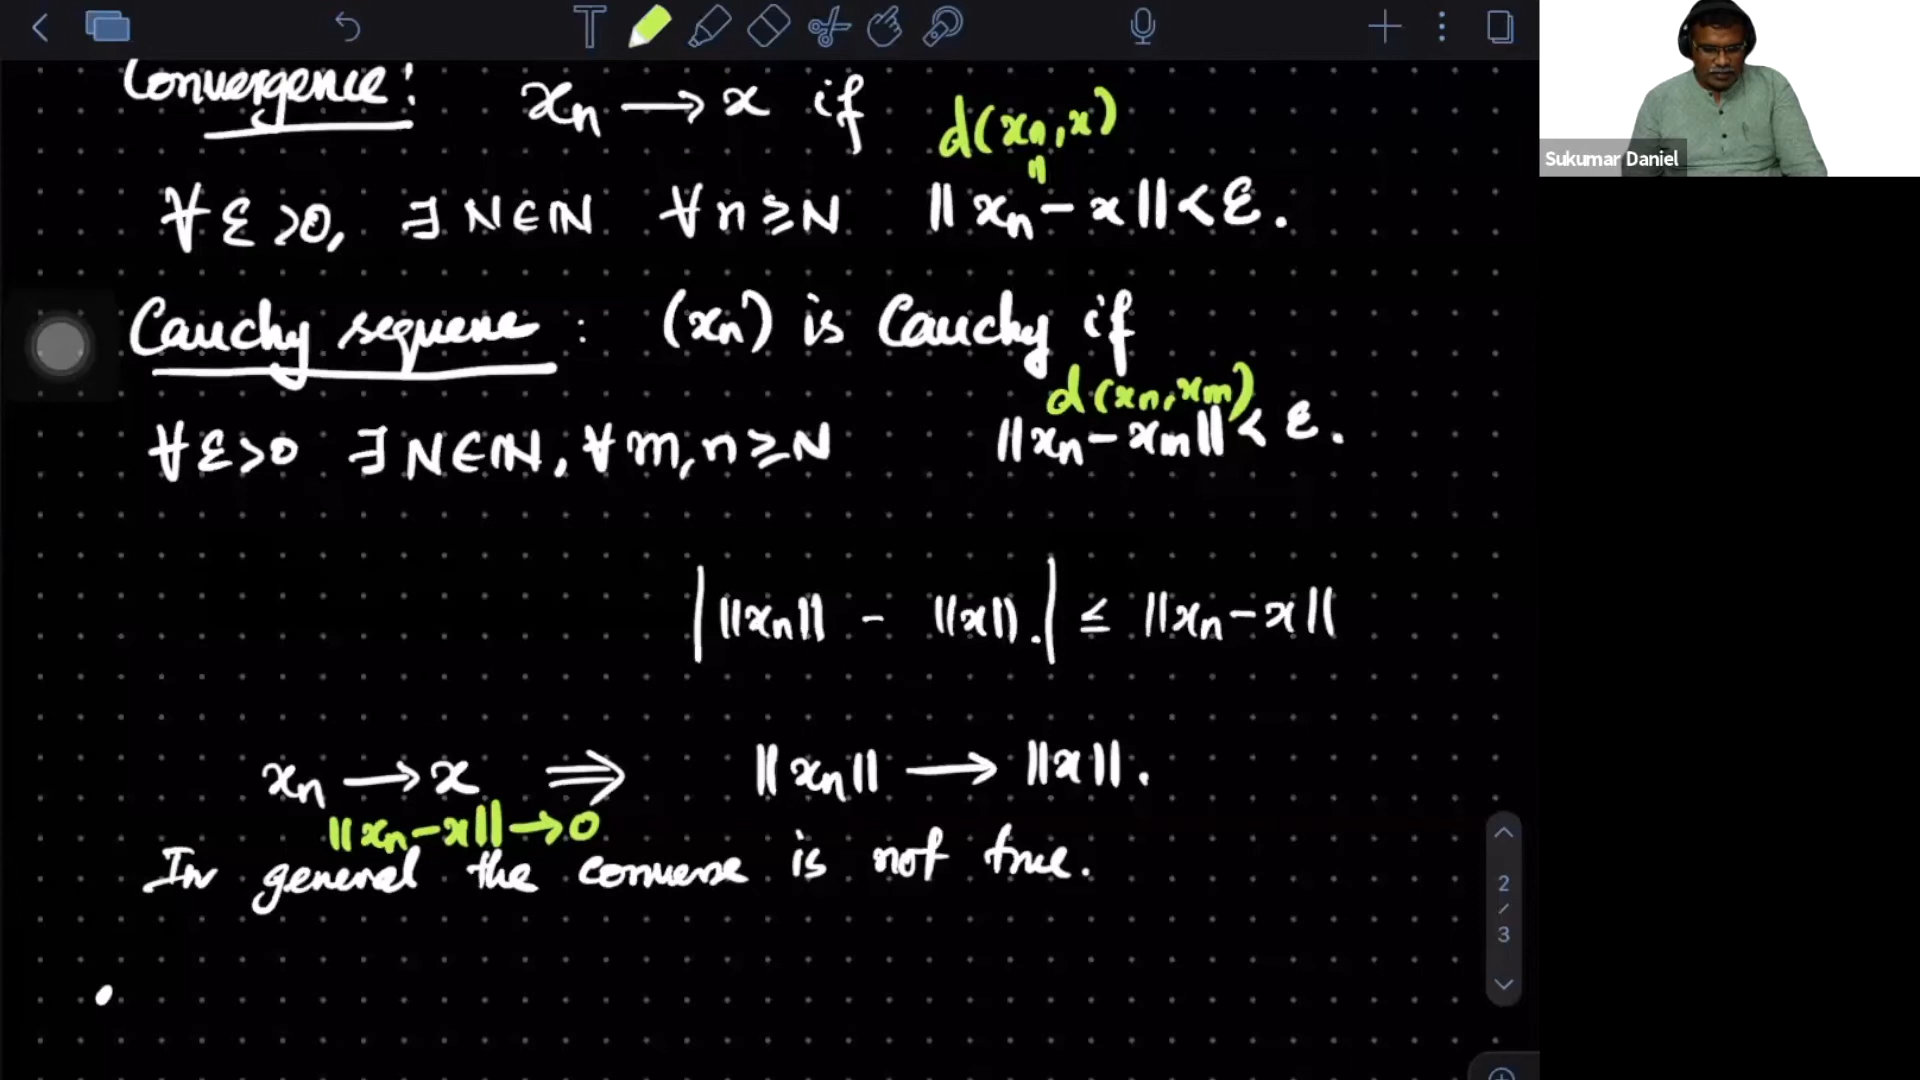 Convergence: xₙ → x if d(xₙ, x)
∀ ε > 0, ∃ N ∈ ℕ ∀ n ≥ N ‖xₙ - x‖ < ε.
Cauchy sequene : (xₙ) is Cauchy if
d(xₙ, xₘ)
∀ ε > 0 ∃ N ∈ ℕ, ∀ m, n ≥ N ‖xₙ - xₘ‖ < ε.
| ‖xₙ‖ - ‖x‖. | ≤ ‖xₙ - x‖
xₙ → x ⇒ ‖xₙ‖ → ‖x‖.
‖xₙ - x‖ → 0
In general the converse is not true.
2
/
3
Sukumar Daniel